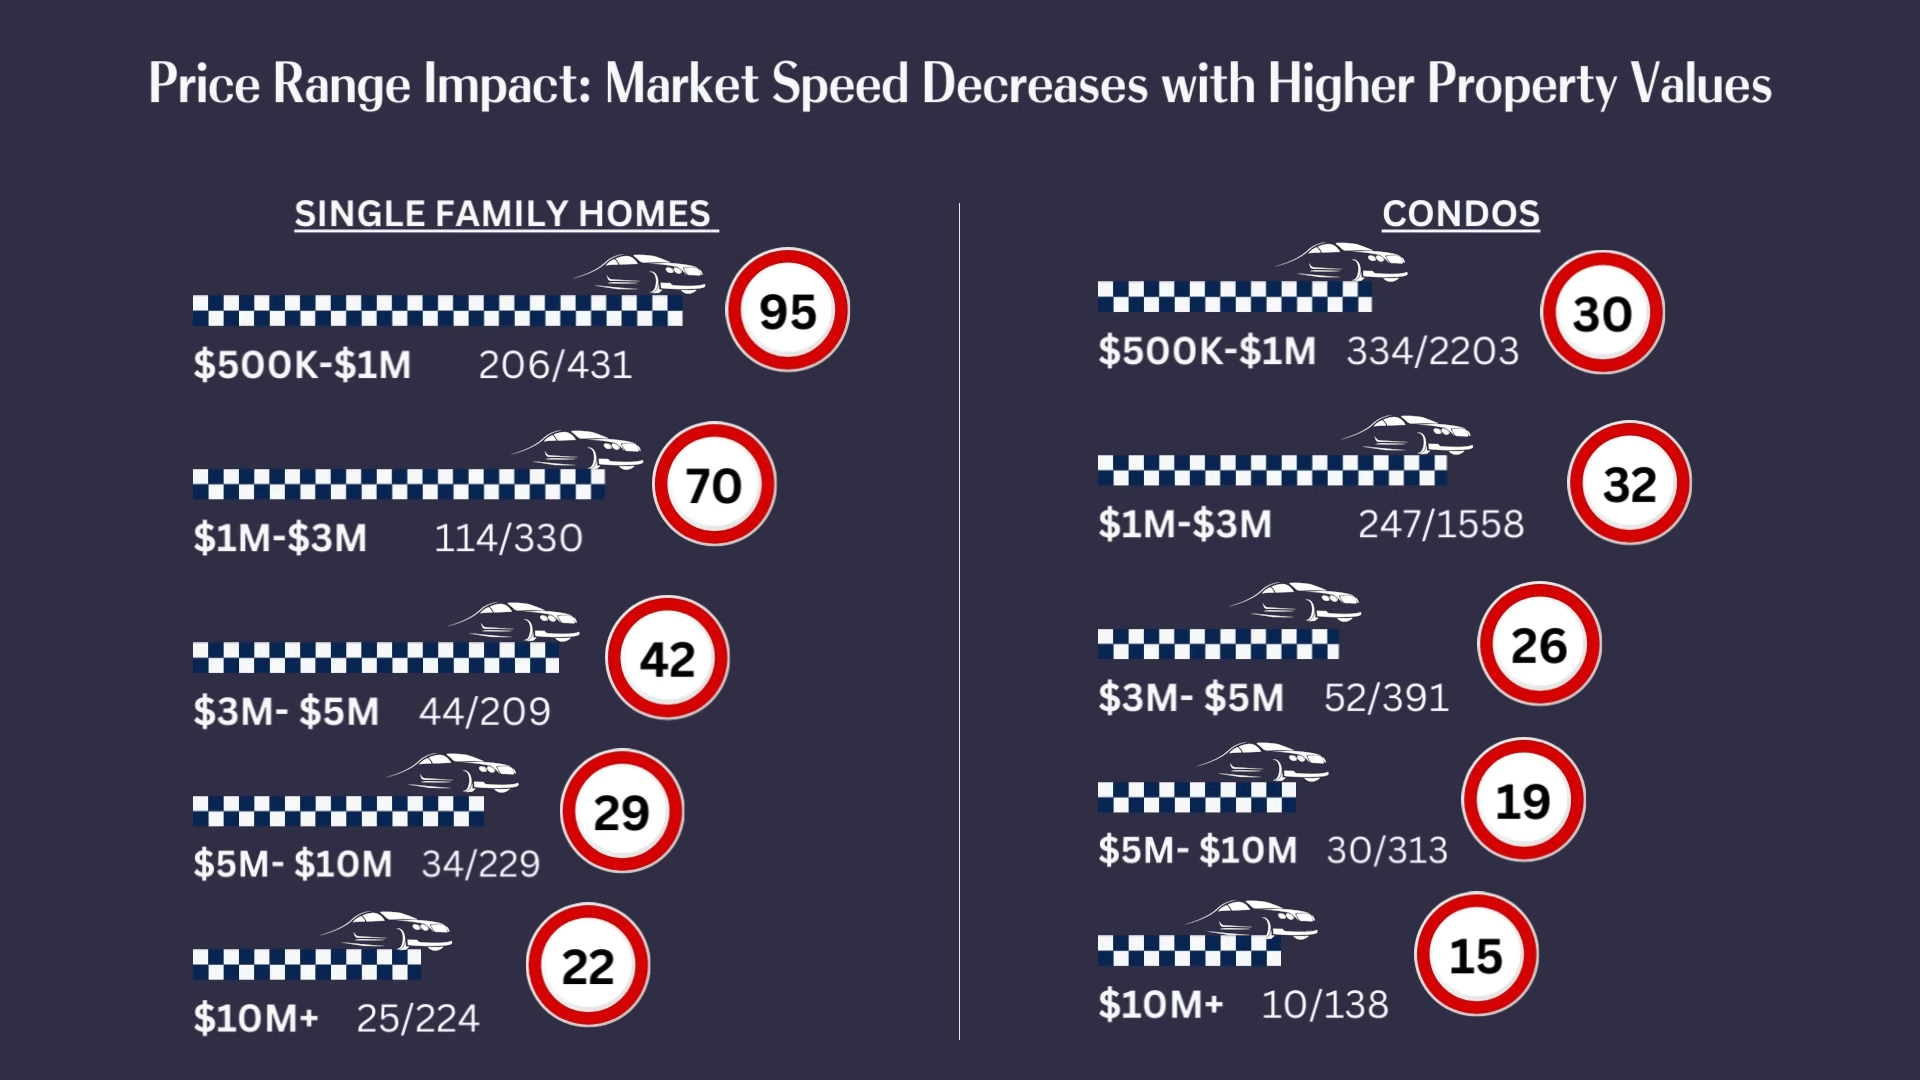 Price Range Impact: Market Speed Decreases with Higher Property Values
SINGLE FAMILY HOMES
95
$500K-$1M 206/431
70
$1M-$3M 114/330
42
$3M- $5M 44/209
29
$5M- $10M 34/229
22
$10M+ 25/224
CONDOS
30
$500K-$1M 334/2203
32
$1M-$3M 247/1558
26
$3M- $5M 52/391
19
$5M- $10M 30/313
15
$10M+ 10/138